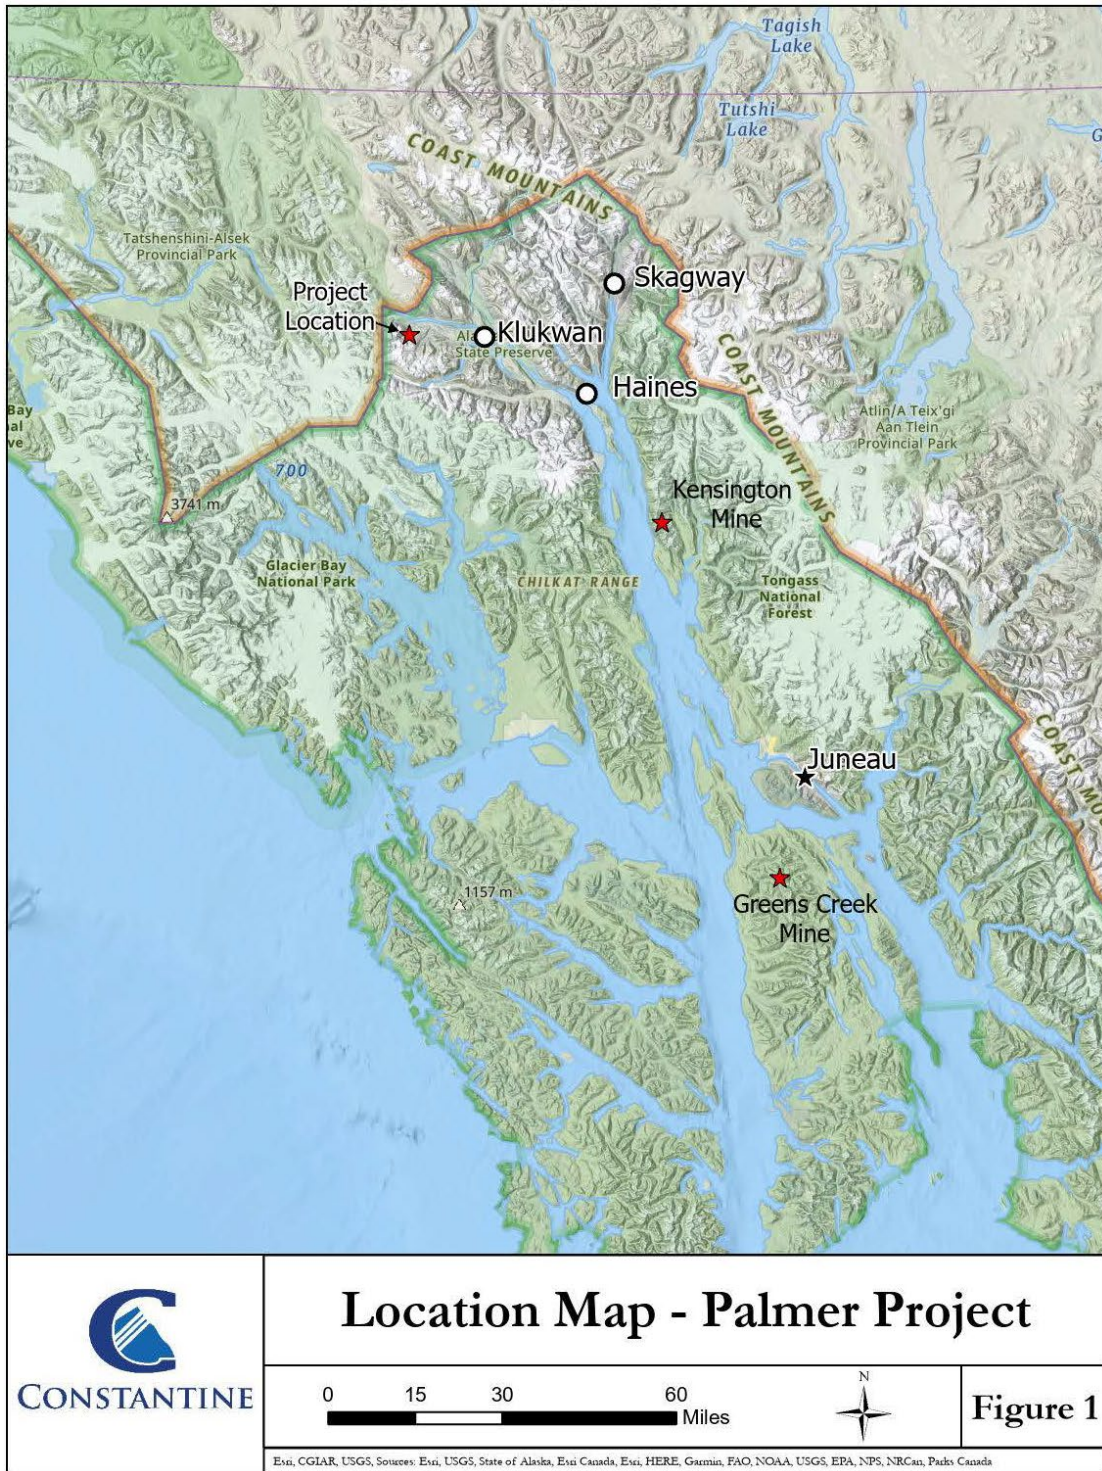 Tagish
Lake
Tutshi
Lake
G
COAST MOUNTAINS
Tatshenshini-Alsek
Provincial Park
Skagway
Project
Location
Klukwan
Ala
State Preserve
Haines
COAST MOUNTAINS
Atlin/A Teix'gi
Aan Tlein
Provincial Park
Bay
nal
ve
700
3741 m
Kensington
Mine
Glacier Bay
National Park
CHILKAT RANGE
Tongass
National
Forest
COAST MOU
Juneau
1157 m
Greens Creek
Mine
C
CONSTANTINE
Location Map - Palmer Project
0 15 30 60
Miles
N
Figure 1
Esri, CGIAR, USGS, Sources: Esri, USGS, State of Alaska, Esri Canada, Esri, HERE, Garmin, FAO, NOAA, USGS, EPA, NPS, NRCan, Parks Canada